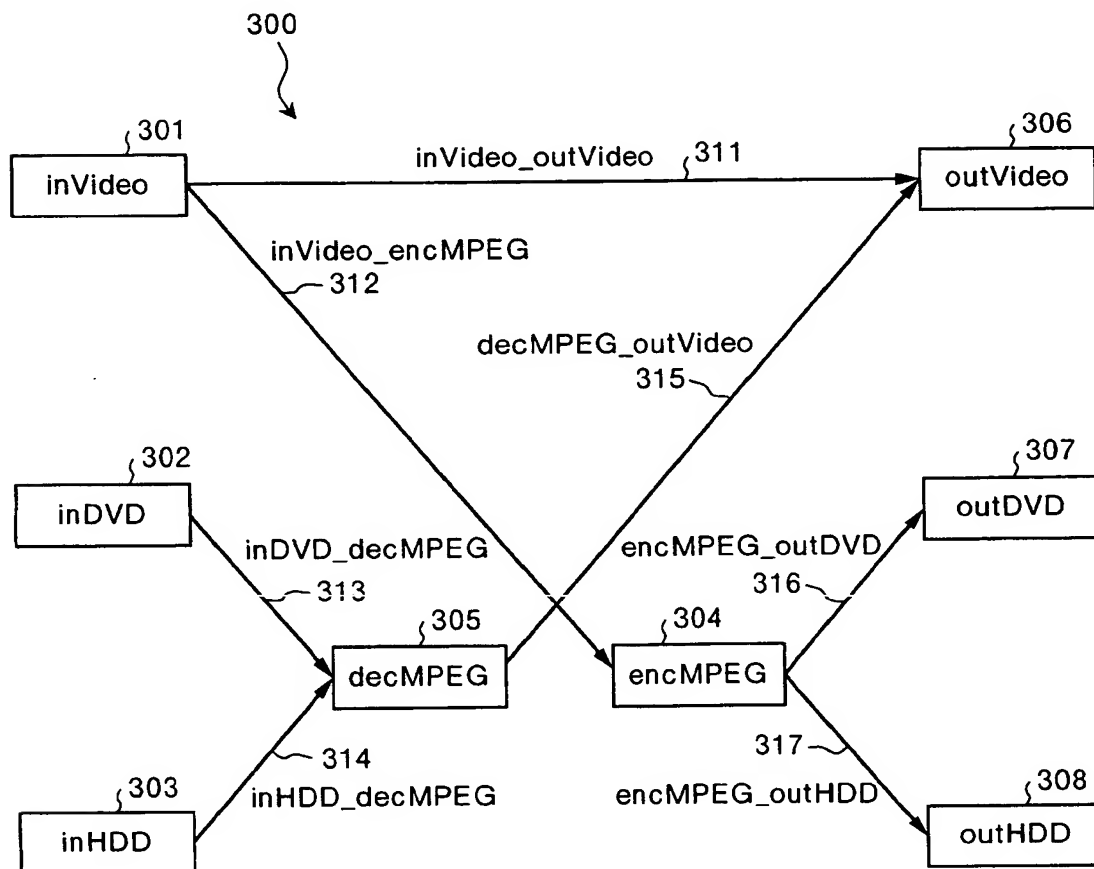 300
301
306
inVideo_outVideo
311
inVideo
outVideo
inVideo_encMPEG
312
decMPEG_outVideo
315
302
307
inDVD
outDVD
inDVD_decMPEG
encMPEG_outDVD
313
316
305
304
decMPEG
encMPEG
314
317
303
inHDD_decMPEG
encMPEG_outHDD
308
inHDD
outHDD